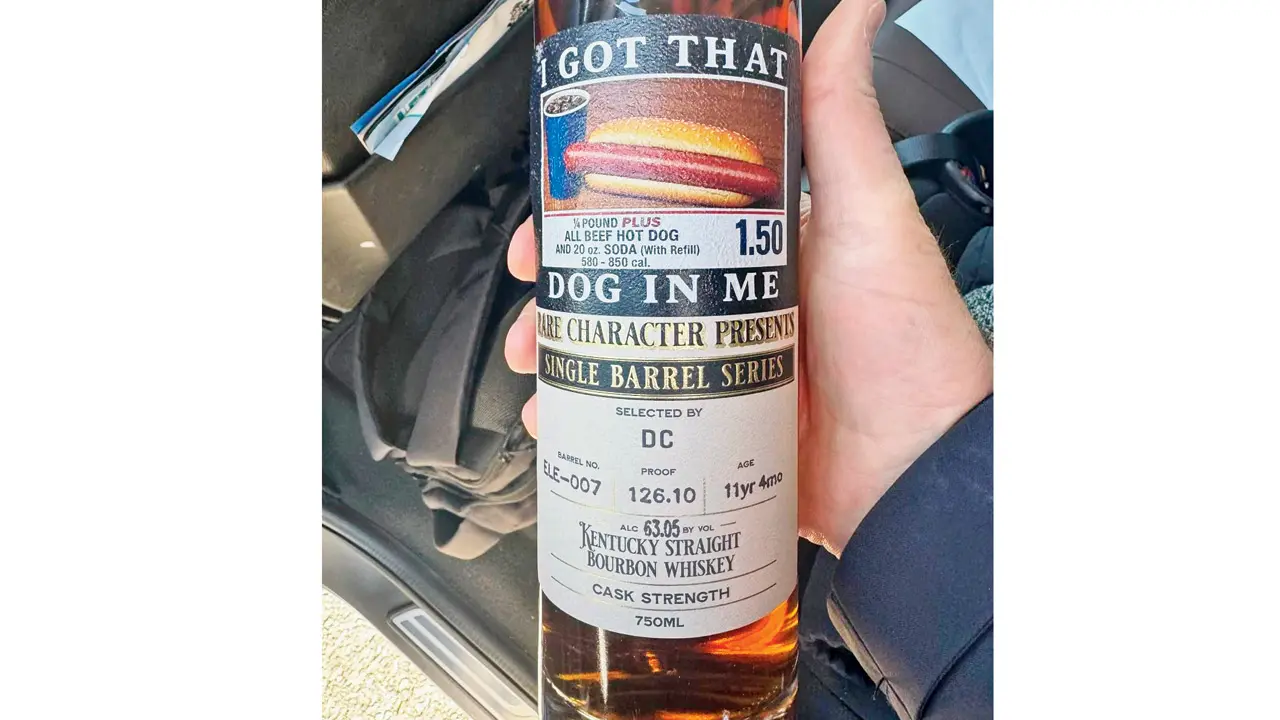 I GOT THAT
¼ POUND PLUS
ALL BEEF HOT DOG
AND 20 oz. SODA (With Refill)
580 - 850 cal.
1.50
DOG IN ME
RARE CHARACTER PRESENTS
SINGLE BARREL SERIES
SELECTED BY
DC
BARREL NO.
ELE-007
PROOF
126.10
AGE
11yr 4mo
ALC 63.05 BY VOL
KENTUCKY STRAIGHT
BOURBON WHISKEY
CASK STRENGTH
750ML